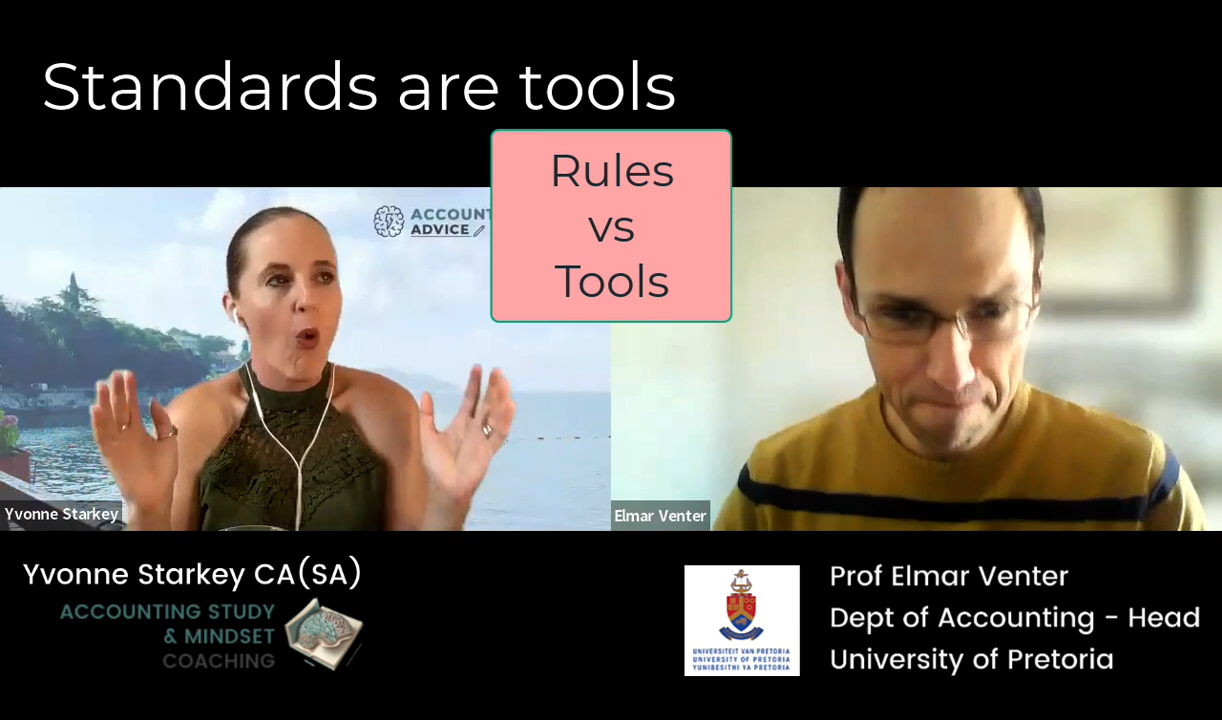 Standards are tools
Rules
vs
Tools
ACCOUNT
ADVICE
Yvonne Starkey
Elmar Venter
Yvonne Starkey CA(SA)
ACCOUNTING STUDY
& MINDSET
COACHING
UNIVERSITEIT VAN PRETORIA
UNIVERSITY OF PRETORIA
YUNIBESITHI YA PRETORIA
Prof Elmar Venter
Dept of Accounting - Head
University of Pretoria